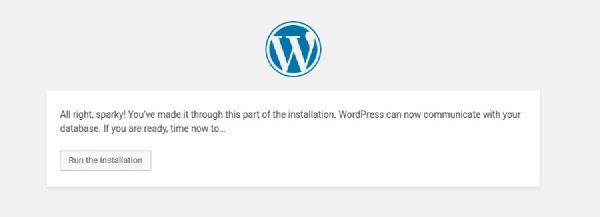 All right, sparky! You've made it through this part of the installation. WordPress can now communicate with your
database. If you are ready, time now to…
Run the installation